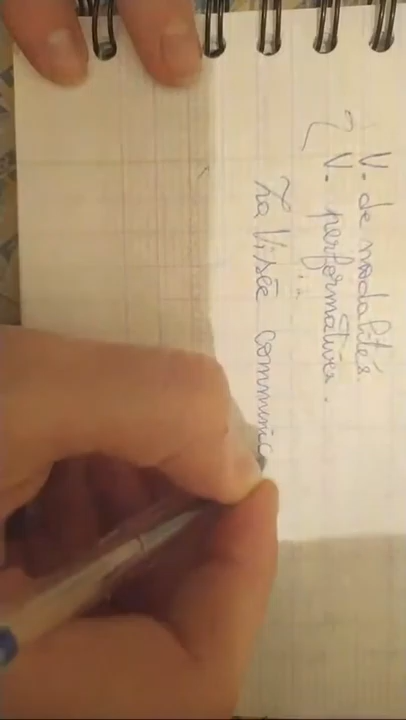 V. de modalités
V. performatives.
La Visée communic